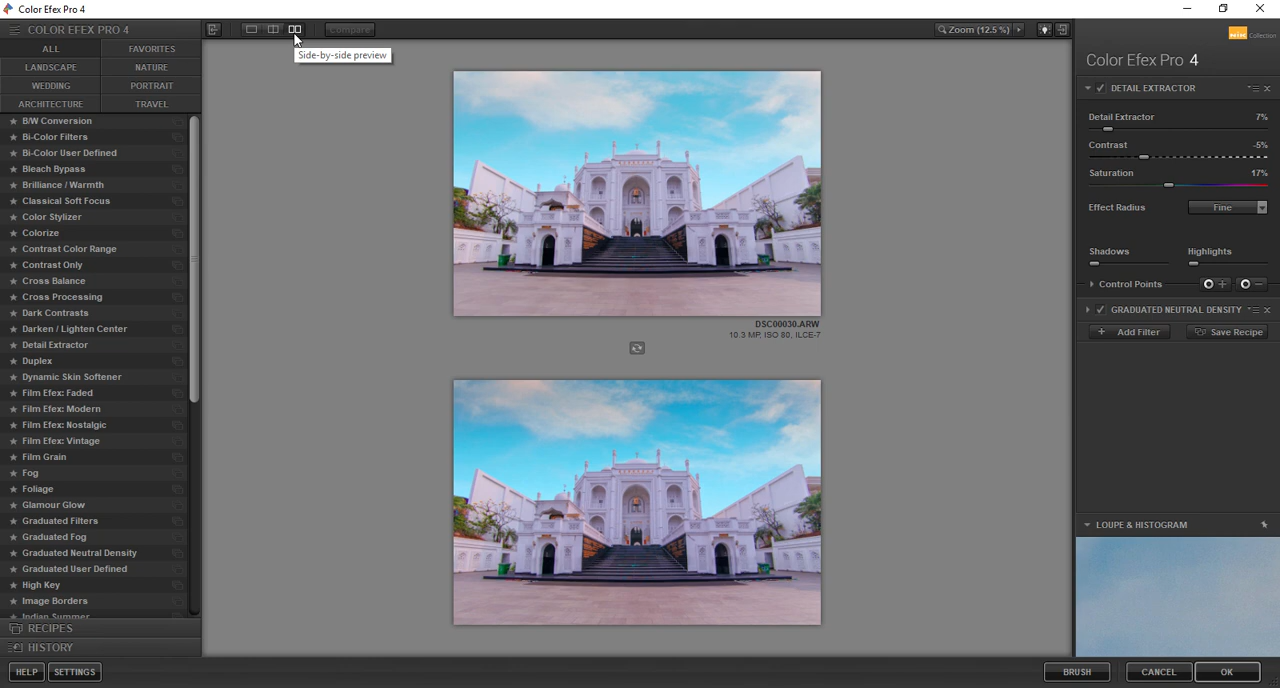 Color Efex Pro 4
COLOR EFEX PRO 4
Compare
Zoom (12.5 %)
Side-by-side preview
ALL
FAVORITES
LANDSCAPE
NATURE
WEDDING
PORTRAIT
ARCHITECTURE
TRAVEL
B/W Conversion
Bi-Color Filters
Bi-Color User Defined
Bleach Bypass
Brilliance / Warmth
Classical Soft Focus
Color Stylizer
Colorize
Contrast Color Range
Contrast Only
Cross Balance
Cross Processing
Dark Contrasts
Darken / Lighten Center
Detail Extractor
Duplex
Dynamic Skin Softener
Film Efex: Faded
Film Efex: Modern
Film Efex: Nostalgic
Film Efex: Vintage
Film Grain
Fog
Foliage
Glamour Glow
Graduated Filters
Graduated Fog
Graduated Neutral Density
Graduated User Defined
High Key
Image Borders
Indian Summer
RECIPES
HISTORY
HELP
SETTINGS
DSC00030.ARW
10.3 MP, ISO 80, ILCE-7
Nik Collection
Color Efex Pro 4
DETAIL EXTRACTOR
Detail Extractor 7%
Contrast -5%
Saturation 17%
Effect Radius Fine
Shadows Highlights
Control Points
GRADUATED NEUTRAL DENSITY
Add Filter Save Recipe
LOUPE & HISTOGRAM
BRUSH
CANCEL
OK